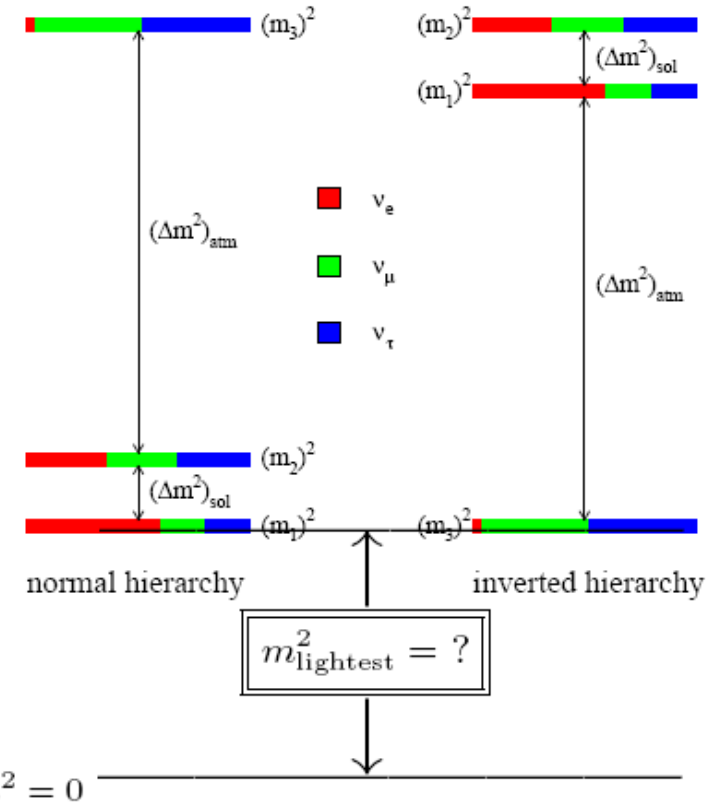 (m₃)² (m₂)²
(Δm²)sol
(m₁)²
νe
(Δm²)atm
νμ
(Δm²)atm
ντ
(m₂)²
(Δm²)sol
(m₁)² (m₃)²
normal hierarchy inverted hierarchy
m²lightest = ?
² = 0